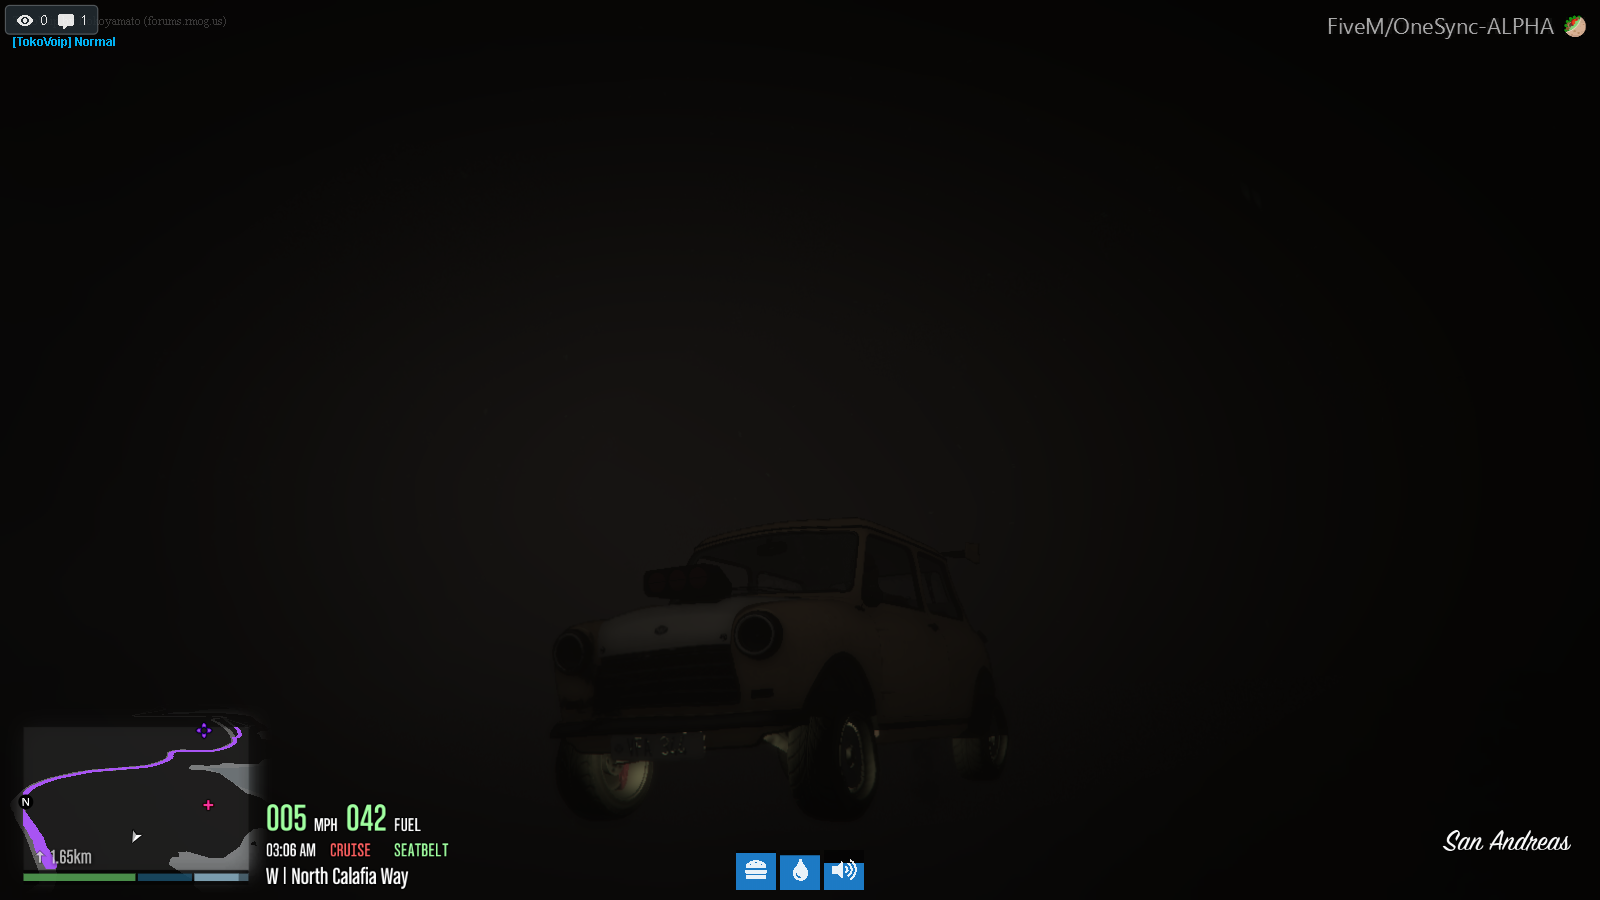 0 1 oyamato (forums.rmog.us)
[TokoVoip] Normal
FiveM/OneSync-ALPHA
N
1.65km
005 MPH 042 FUEL
03:06 AM CRUISE SEATBELT
W | North Calafia Way
San Andreas